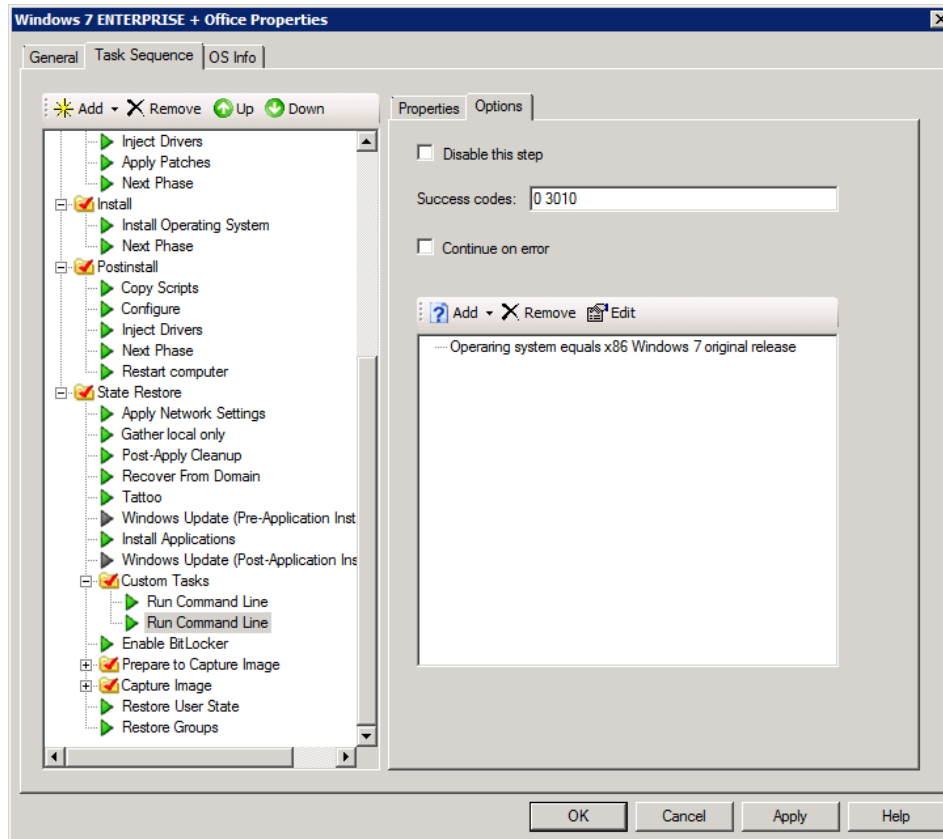 Windows 7 ENTERPRISE + Office Properties
General Task Sequence OS Info
Add Remove Up Down
Inject Drivers
Apply Patches
Next Phase
Install
Install Operating System
Next Phase
Postinstall
Copy Scripts
Configure
Inject Drivers
Next Phase
Restart computer
State Restore
Apply Network Settings
Gather local only
Post-Apply Cleanup
Recover From Domain
Tattoo
Windows Update (Pre-Application Inst
Install Applications
Windows Update (Post-Application Ins
Custom Tasks
Run Command Line
Run Command Line
Enable BitLocker
Prepare to Capture Image
Capture Image
Restore User State
Restore Groups
Properties Options
Disable this step
Success codes: 0 3010
Continue on error
Add Remove Edit
Operaring system equals x86 Windows 7 original release
OK Cancel Apply Help